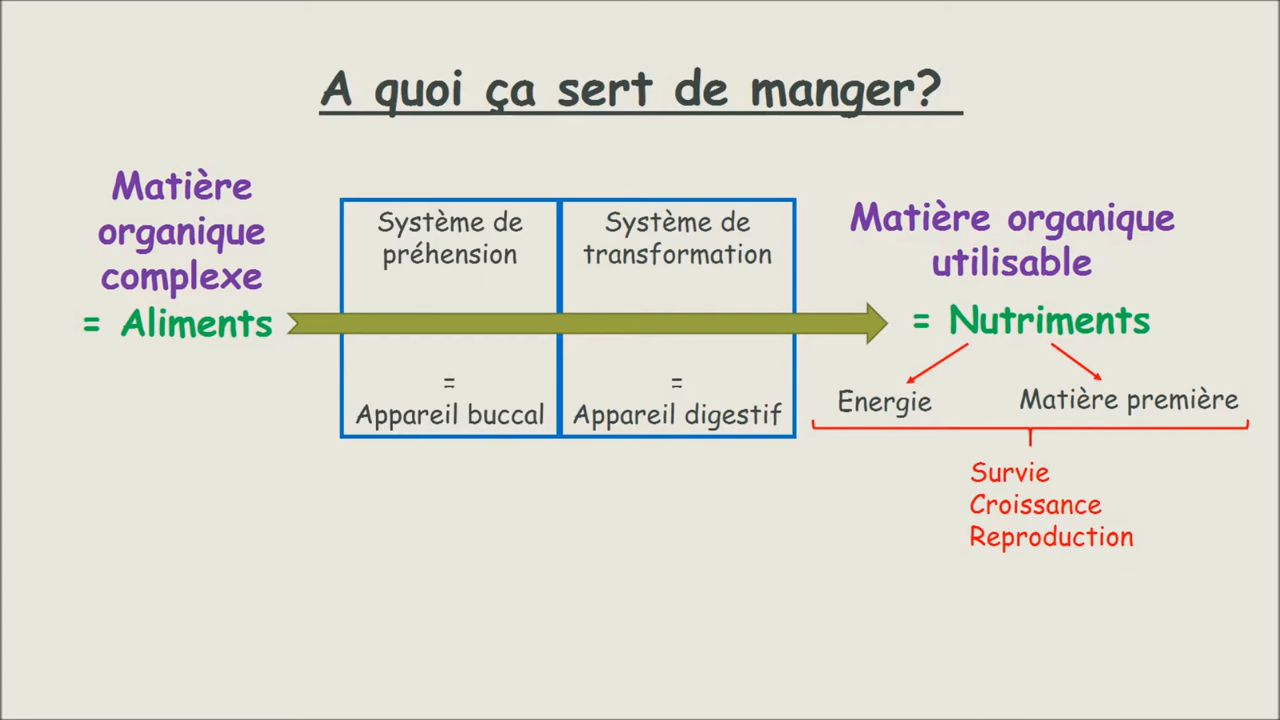 A quoi ça sert de manger?
Matière
organique
complexe
= Aliments
Système de
préhension
=
Appareil buccal
Système de
transformation
=
Appareil digestif
Matière organique
utilisable
= Nutriments
Energie
Matière première
Survie
Croissance
Reproduction